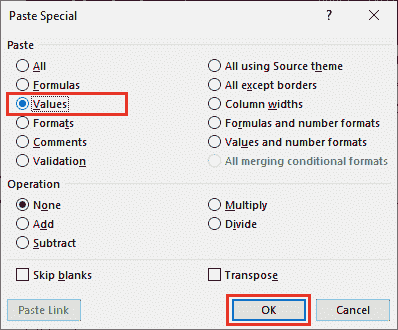 Paste Special
Paste
All
All using Source theme
Formulas
All except borders
Values
Column widths
Formats
Formulas and number formats
Comments
Values and number formats
Validation
All merging conditional formats
Operation
None
Multiply
Add
Divide
Subtract
Skip blanks
Transpose
Paste Link
OK
Cancel